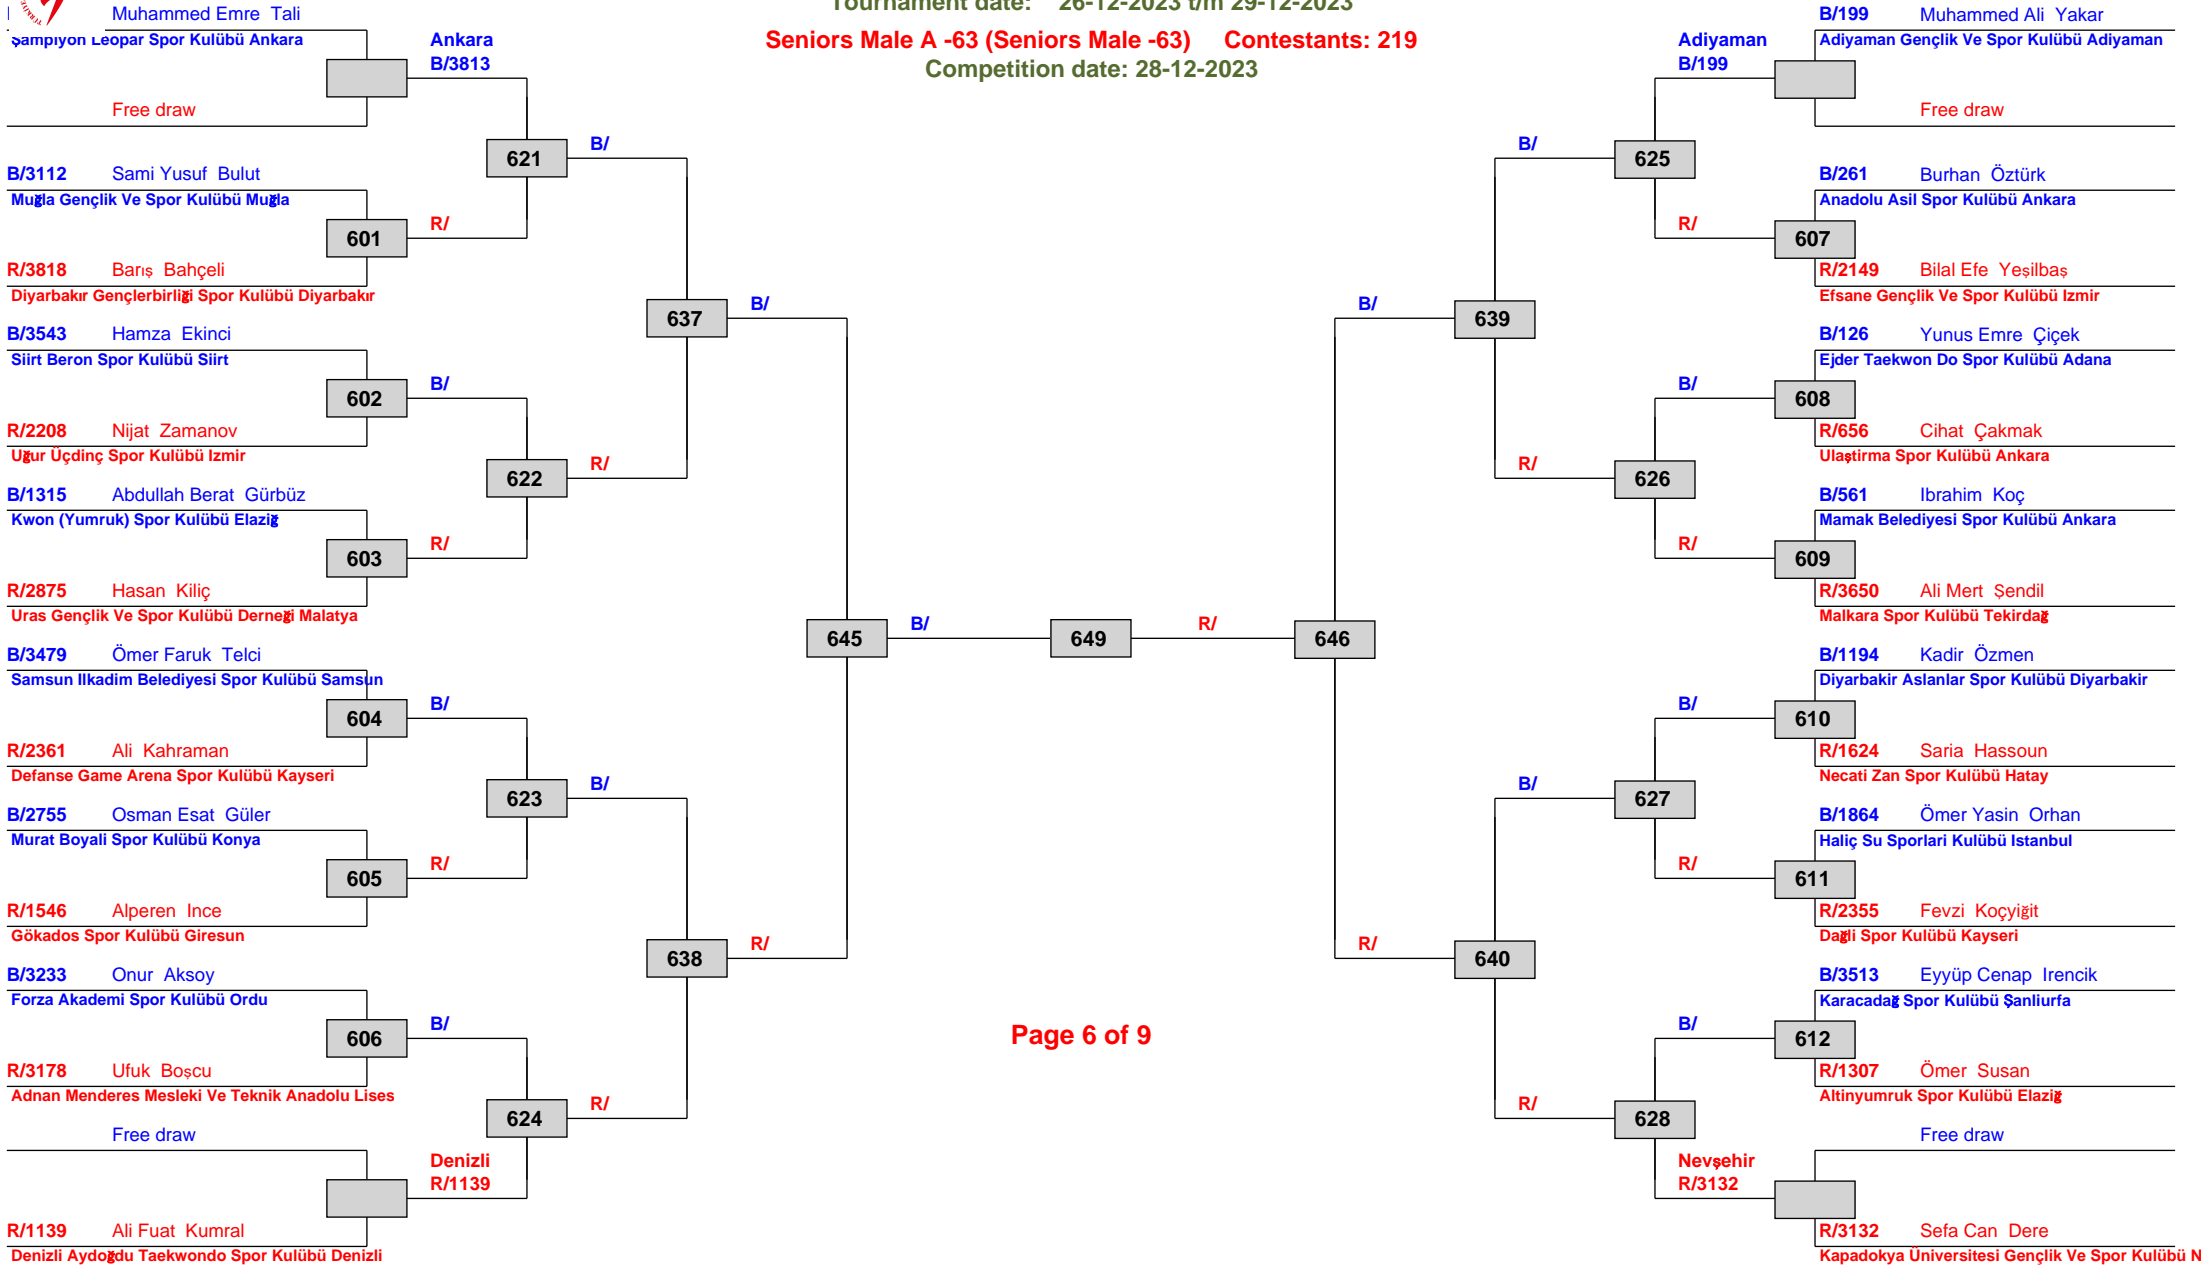 Tournament date: 26-12-2023 t/m 29-12-2023
Seniors Male A -63 (Seniors Male -63) Contestants: 219
Competition date: 28-12-2023
Muhammed Emre Tali
Şampiyon Leopar Spor Kulübü Ankara
Free draw
Ankara
B/3813
B/3112 Sami Yusuf Bulut
Muğla Gençlik Ve Spor Kulübü Muğla
601
R/3818 Barış Bahçeli
Diyarbakır Gençlerbirliği Spor Kulübü Diyarbakır
R/
621
B/
B/3543 Hamza Ekinci
Siirt Beron Spor Kulübü Siirt
602
B/
R/2208 Nijat Zamanov
Uğur Üçdinç Spor Kulübü Izmir
622
R/
B/1315 Abdullah Berat Gürbüz
Kwon (Yumruk) Spor Kulübü Elaziğ
603
R/
R/2875 Hasan Kiliç
Uras Gençlik Ve Spor Kulübü Derneği Malatya
637
B/
B/3479 Ömer Faruk Telci
Samsun Ilkadim Belediyesi Spor Kulübü Samsun
604
B/
R/2361 Ali Kahraman
Defanse Game Arena Spor Kulübü Kayseri
623
B/
B/2755 Osman Esat Güler
Murat Boyali Spor Kulübü Konya
605
R/
R/1546 Alperen Ince
Gökados Spor Kulübü Giresun
638
R/
B/3233 Onur Aksoy
Forza Akademi Spor Kulübü Ordu
606
B/
R/3178 Ufuk Boşcu
Adnan Menderes Mesleki Ve Teknik Anadolu Lises
624
R/
Free draw
Denizli
R/1139
R/1139 Ali Fuat Kumral
Denizli Aydoğdu Taekwondo Spor Kulübü Denizli
645
B/
649
R/
646
Page 6 of 9
B/199 Muhammed Ali Yakar
Adiyaman Gençlik Ve Spor Kulübü Adiyaman
Adiyaman
B/199
Free draw
B/
625
B/261 Burhan Öztürk
Anadolu Asil Spor Kulübü Ankara
R/
607
R/2149 Bilal Efe Yeşilbaş
Efsane Gençlik Ve Spor Kulübü Izmir
B/
639
B/126 Yunus Emre Çiçek
Ejder Taekwon Do Spor Kulübü Adana
B/
608
R/656 Cihat Çakmak
Ulaştirma Spor Kulübü Ankara
R/
626
B/561 Ibrahim Koç
Mamak Belediyesi Spor Kulübü Ankara
R/
609
R/3650 Ali Mert Şendil
Malkara Spor Kulübü Tekirdağ
B/1194 Kadir Özmen
Diyarbakir Aslanlar Spor Kulübü Diyarbakir
B/
610
R/1624 Saria Hassoun
Necati Zan Spor Kulübü Hatay
B/
627
B/1864 Ömer Yasin Orhan
Haliç Su Sporlari Kulübü Istanbul
R/
611
R/2355 Fevzi Koçyiğit
Dağli Spor Kulübü Kayseri
R/
640
B/3513 Eyyüp Cenap Irencik
Karacadağ Spor Kulübü Şanliurfa
B/
612
R/1307 Ömer Susan
Altinyumruk Spor Kulübü Elaziğ
R/
628
Free draw
Nevşehir
R/3132
R/3132 Sefa Can Dere
Kapadokya Üniversitesi Gençlik Ve Spor Kulübü N